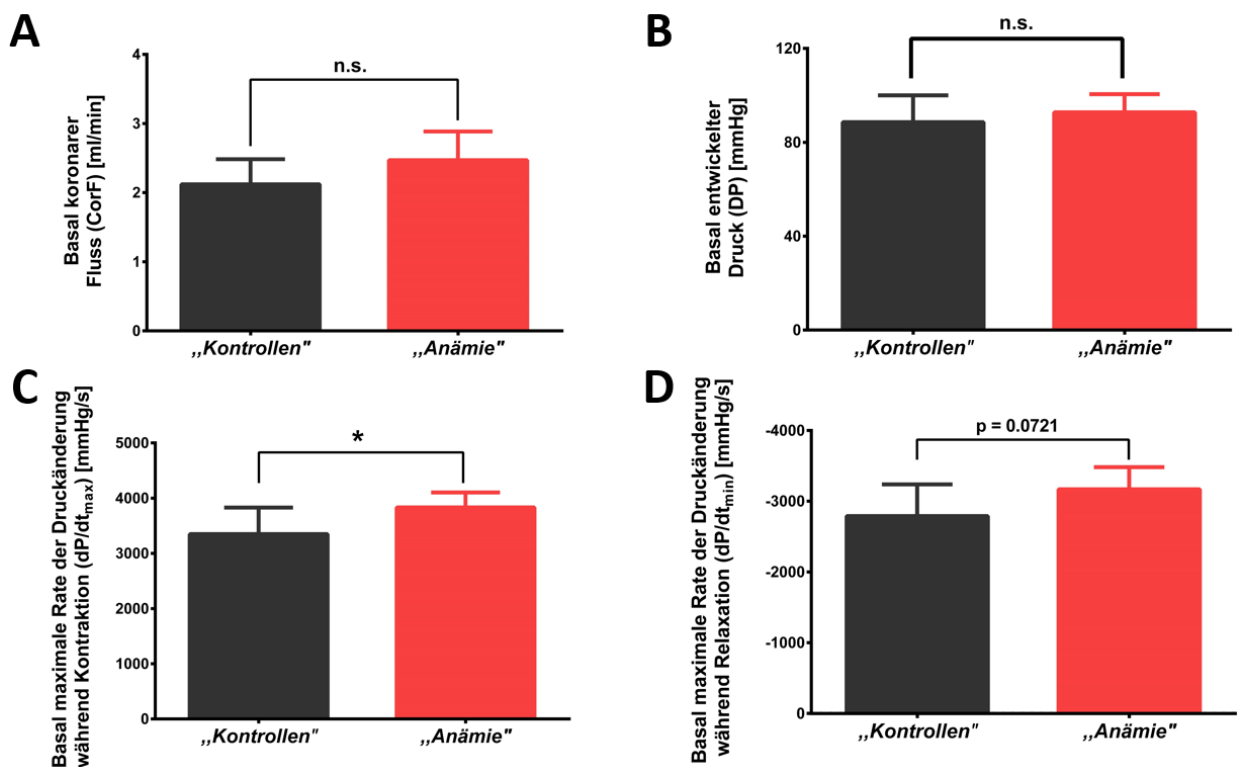 A
Basal koronarer
Fluss (CorF) [ml/min]
4
3
2
1
0
n.s.
,,Kontrollen"
,,Anämie"
B
Basal entwickelter
Druck (DP) [mmHg]
120
80
40
0
n.s.
,,Kontrollen"
,,Anämie"
C
Basal maximale Rate der Druckänderung
während Kontraktion (dP/dtmax) [mmHg/s]
5000
4000
3000
2000
1000
0
*
,,Kontrollen"
,,Anämie"
D
Basal maximale Rate der Druckänderung
während Relaxation (dP/dtmin) [mmHg/s]
-4000
-3000
-2000
-1000
0
p = 0.0721
,,Kontrollen"
,,Anämie"